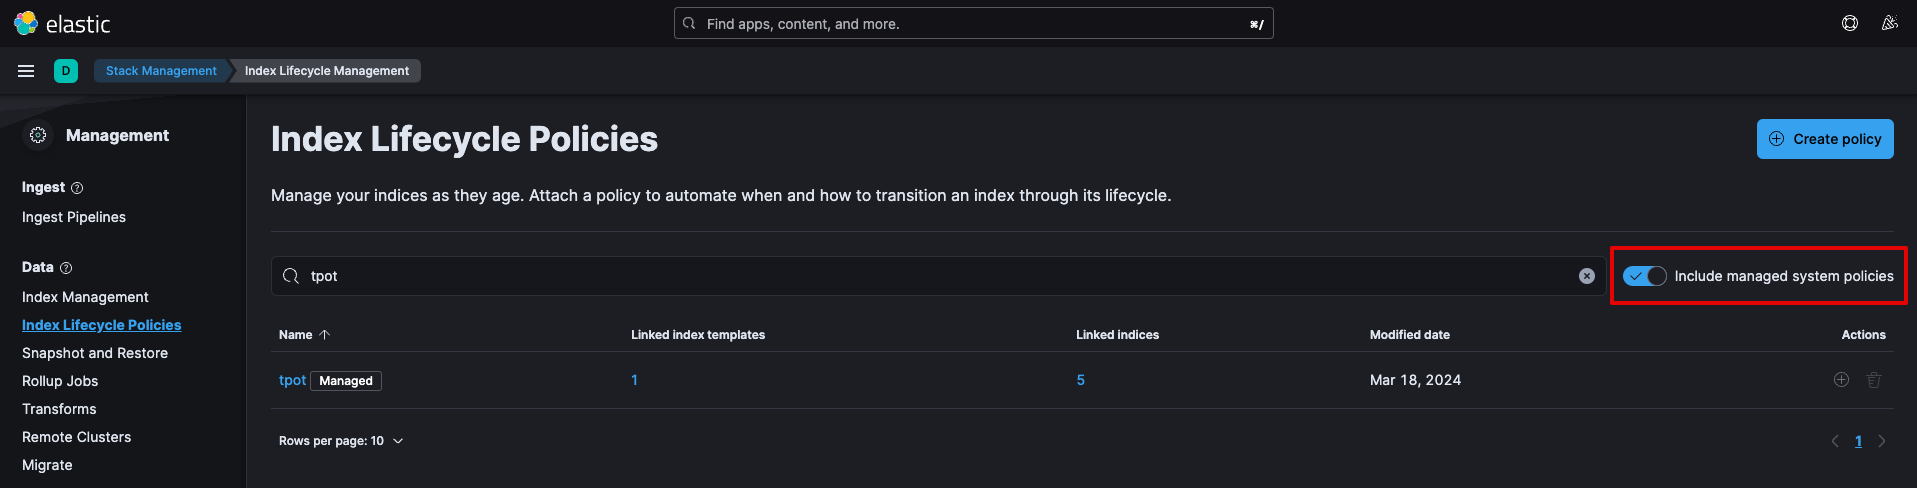 elastic
Find apps, content, and more.
⌘/
D
Stack Management
Index Lifecycle Management
Management
Ingest
Ingest Pipelines
Data
Index Management
Index Lifecycle Policies
Snapshot and Restore
Rollup Jobs
Transforms
Remote Clusters
Migrate
Index Lifecycle Policies
Create policy
Manage your indices as they age. Attach a policy to automate when and how to transition an index through its lifecycle.
tpot
Include managed system policies
Name Linked index templates Linked indices Modified date Actions
tpot Managed 1 5 Mar 18, 2024
Rows per page: 10
1